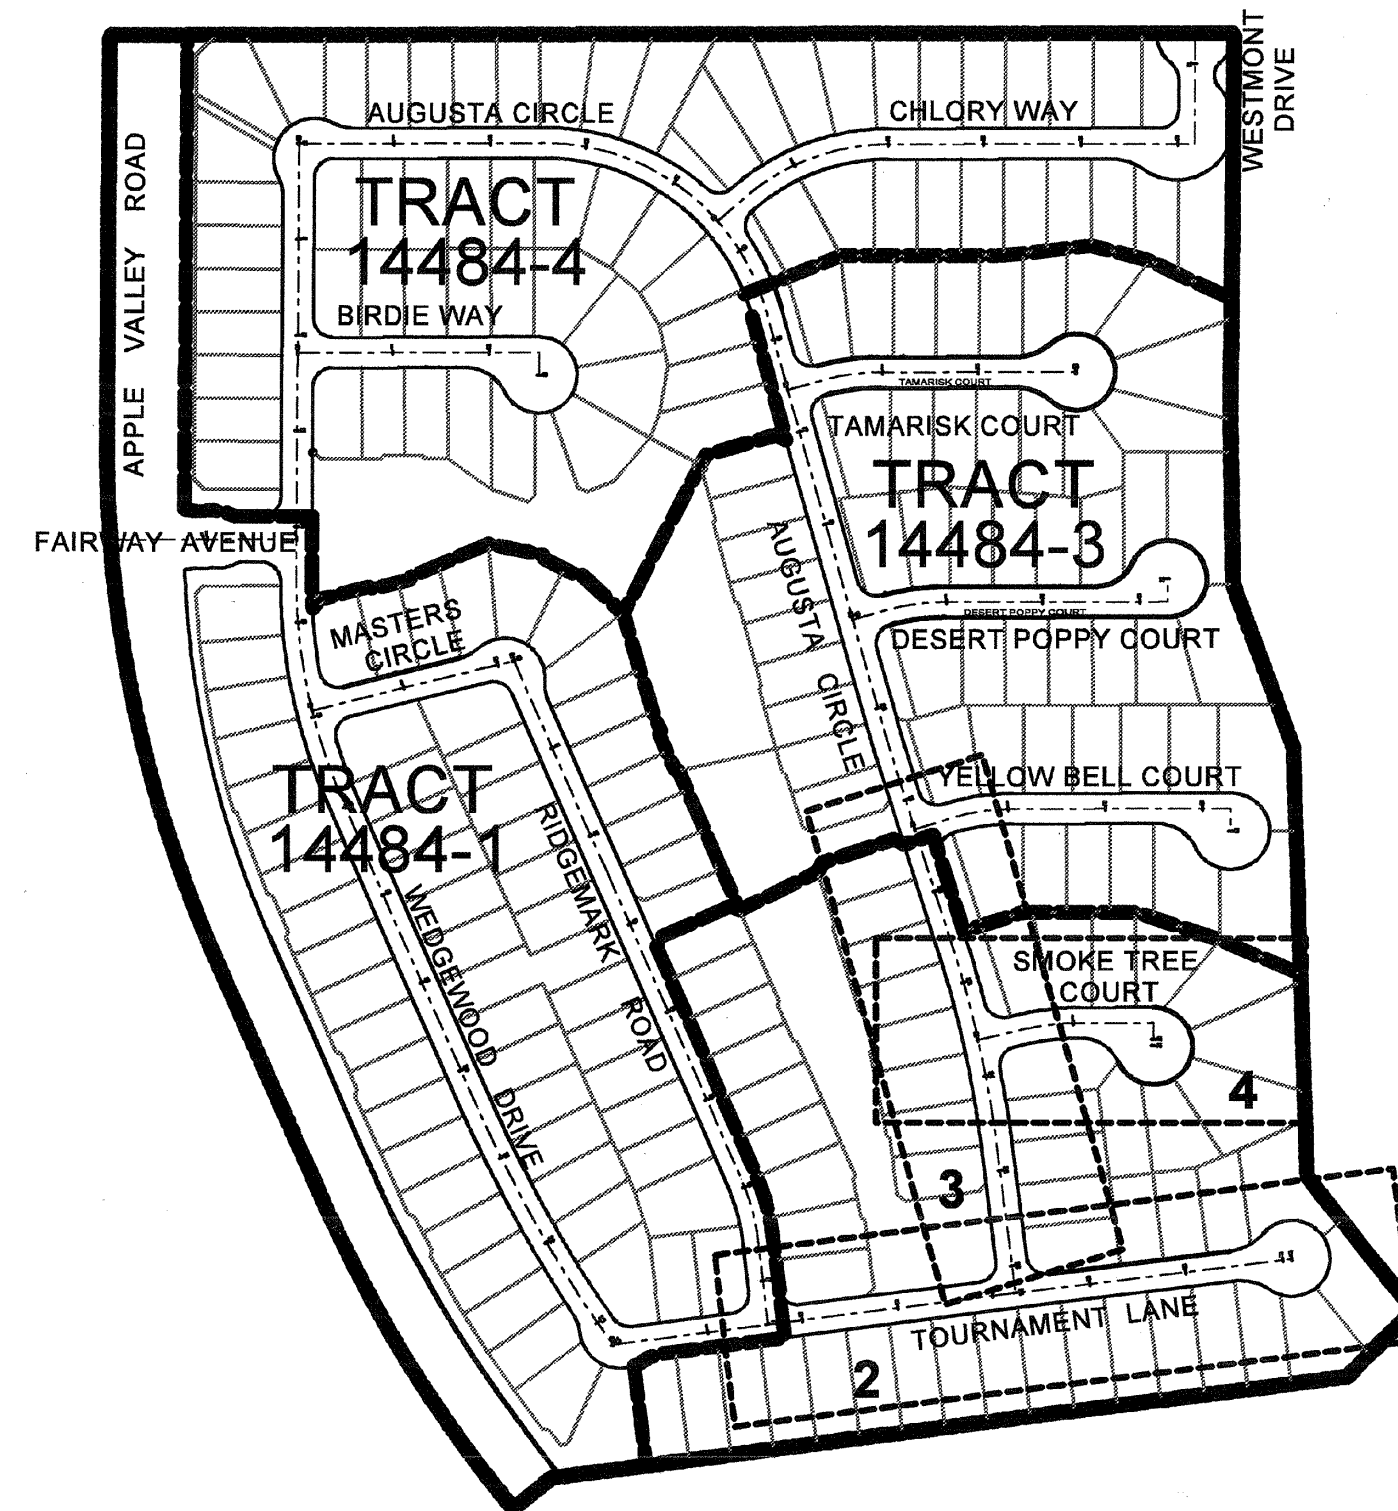 WESTMONT
DRIVE
AUGUSTA CIRCLE
CHLORY WAY
APPLE VALLEY ROAD
TRACT
14484-4
BIRDIE WAY
TAMARISK COURT
TAMARISK COURT
TRACT
14484-3
FAIRWAY AVENUE
AUGUSTA CIRCLE
DESERT POPPY COURT
DESERT POPPY COURT
MASTERS
CIRCLE
YELLOW BELL COURT
TRACT
14484-1
RIDGEMARK ROAD
WEDGEWOOD DRIVE
SMOKE TREE
COURT
4
3
TOURNAMENT LANE
2